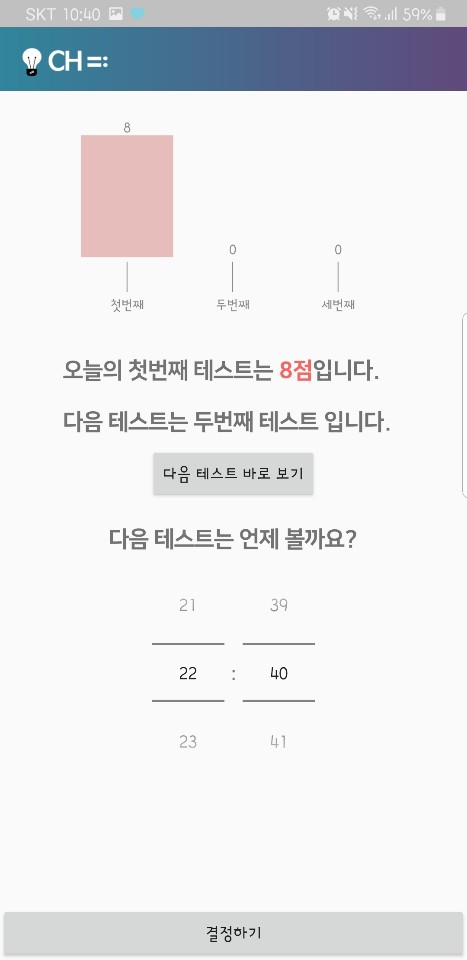 SKT 10:40 59%
CH
8
0 0
첫번째 두번째 세번째
오늘의 첫번째 테스트는 8점입니다.
다음 테스트는 두번째 테스트 입니다.
다음 테스트 바로 보기
다음 테스트는 언제 볼까요?
21 39
22 : 40
23 41
결정하기